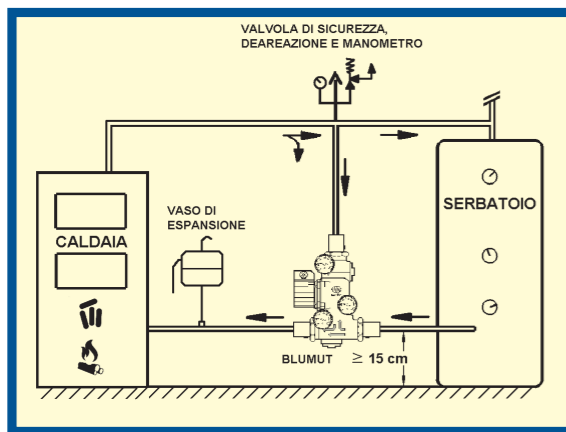 VALVOLA DI SICUREZZA,
DEAREAZIONE E MANOMETRO
SERBATOIO
VASO DI
ESPANSIONE
CALDAIA
BLUMUT ≥ 15 cm